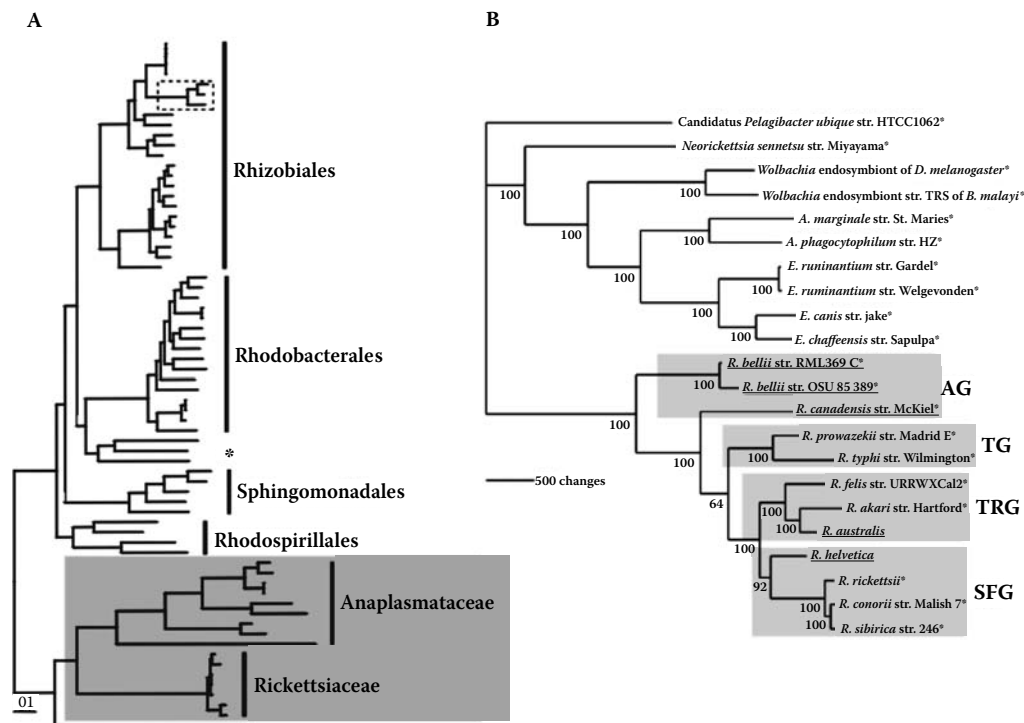 A
Rhizobiales
Rhodobacterales
*
Sphingomonadales
Rhodospirillales
Anaplasmataceae
Rickettsiaceae
01
B
Candidatus Pelagibacter ubique str. HTCC1062*
Neorickettsia sennetsu str. Miyayama*
100
Wolbachia endosymbiont of D. melanogaster*
100
Wolbachia endosymbiont str. TRS of B. malayi*
100
A. marginale str. St. Maries*
100
A. phagocytophilum str. HZ*
100
E. runinantium str. Gardel*
100
E. ruminantium str. Welgevonden*
100
E. canis str. jake*
100
E. chaffeensis str. Sapulpa*
R. bellii str. RML369 C*
100
R. bellii str. OSU 85 389*
AG
R. canadensis str. McKiel*
100
R. prowazekii str. Madrid E*
100
TG
R. typhi str. Wilmington*
100
500 changes
64
R. felis str. URRWXCal2*
100
R. akari str. Hartford*
TRG
100
R. australis
100
R. helvetica
92
R. rickettsii*
SFG
100
R. conorii str. Malish 7*
100
R. sibirica str. 246*